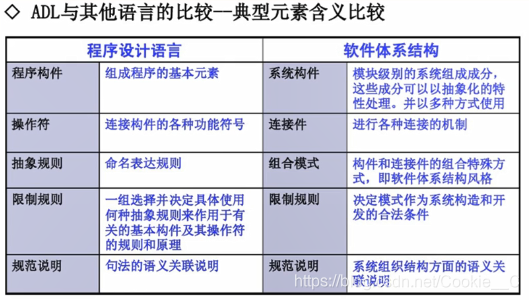 ◇ ADL与其他语言的比较--典型元素含义比较
程序设计语言 软件体系结构
程序构件 组成程序的基本元素 系统构件 模块级别的系统组成成分，
这些成分可以以抽象化的特
性处理。并以多种方式使用
操作符 连接构件的各种功能符号 连接件 进行各种连接的机制
抽象规则 命名表达规则 组合模式 构件和连接件的组合特殊方
式，即软件体系结构风格
限制规则 一组选择并决定具体使用 限制规则 决定模式作为系统构造和开
何种抽象规则来作用于有 发的合法条件
关的基本构件及其操作符
的规则和原理
规范说明 句法的语义关联说明 规范说明 系统组织结构方面的语义关
联说明